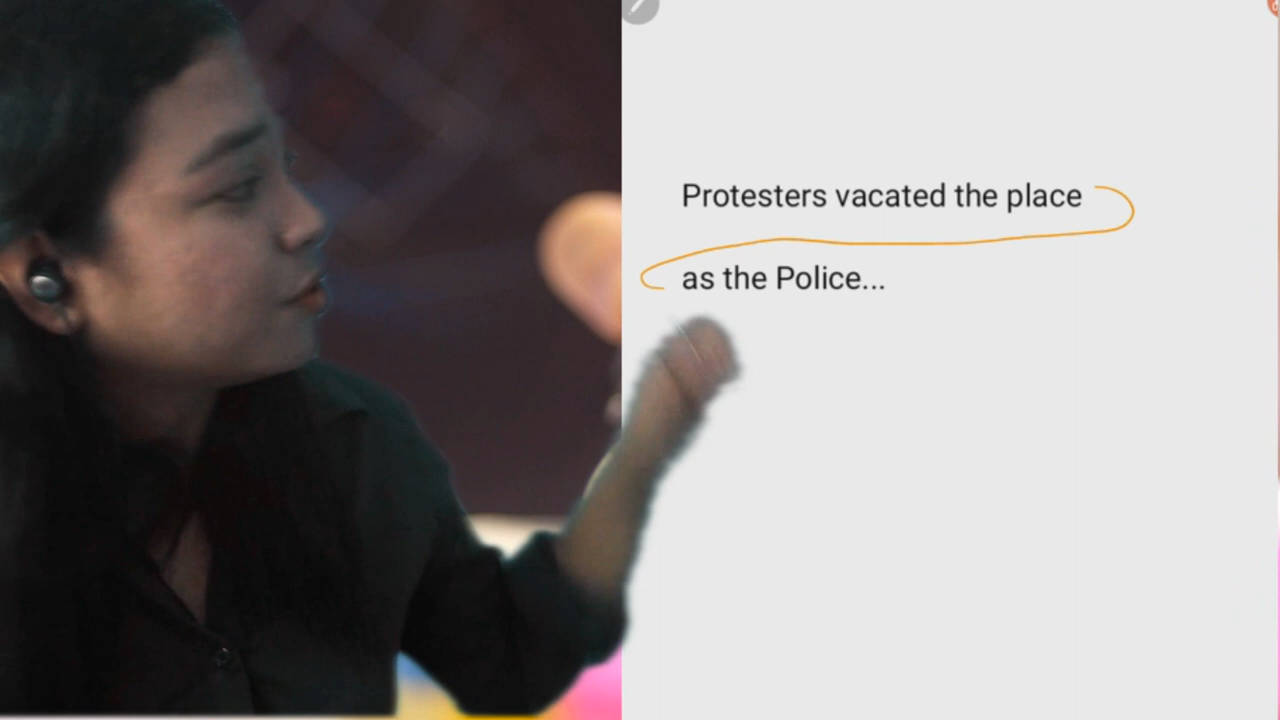 Protesters vacated the place
as the Police...